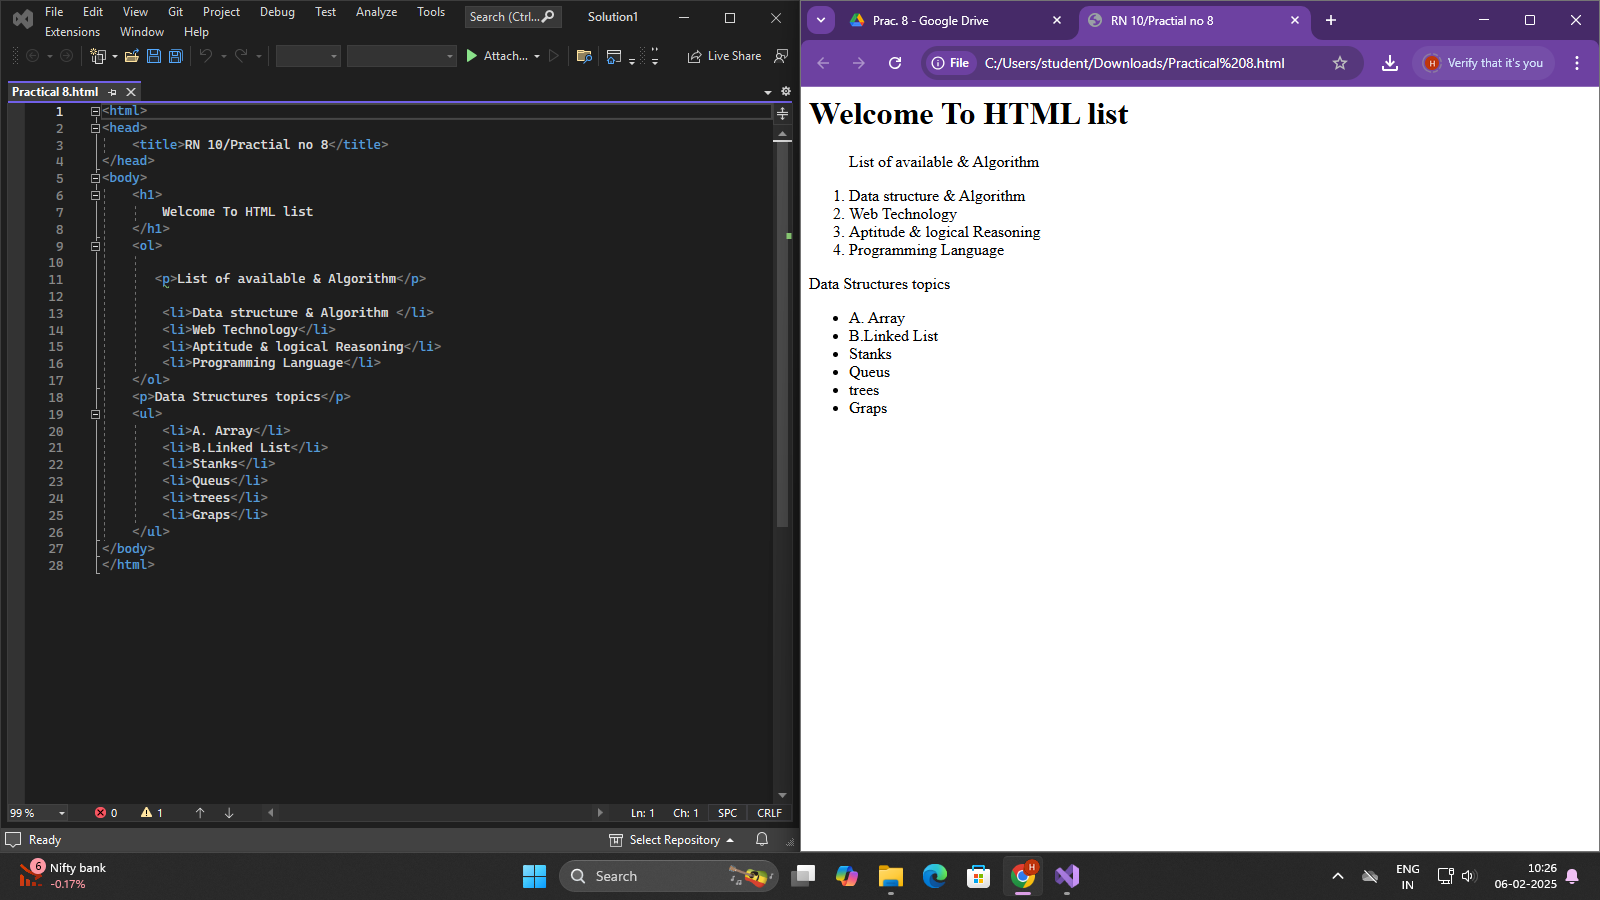 File Edit View Git Project Debug Test Analyze Tools Search (Ctrl... Solution1
Extensions Window Help
Attach... Live Share
Practical 8.html
1 <html>
2 <head>
3 <title>RN 10/Practial no 8</title>
4 </head>
5 <body>
6 <h1>
7 Welcome To HTML list
8 </h1>
9 <ol>
10
11 <p>List of available & Algorithm</p>
12
13 <li>Data structure & Algorithm </li>
14 <li>Web Technology</li>
15 <li>Aptitude & logical Reasoning</li>
16 <li>Programming Language</li>
17 </ol>
18 <p>Data Structures topics</p>
19 <ul>
20 <li>A. Array</li>
21 <li>B.Linked List</li>
22 <li>Stanks</li>
23 <li>Queus</li>
24 <li>trees</li>
25 <li>Graps</li>
26 </ul>
27 </body>
28 </html>
99 % 0 1 Ln: 1 Ch: 1 SPC CRLF
Ready Select Repository
Prac. 8 - Google Drive RN 10/Practial no 8
File C:/Users/student/Downloads/Practical%208.html H Verify that it's you
Welcome To HTML list
List of available & Algorithm
1. Data structure & Algorithm
2. Web Technology
3. Aptitude & logical Reasoning
4. Programming Language
Data Structures topics
• A. Array
• B.Linked List
• Stanks
• Queus
• trees
• Graps
6 Nifty bank
-0.17%
Search
H
ENG
IN
10:26
06-02-2025